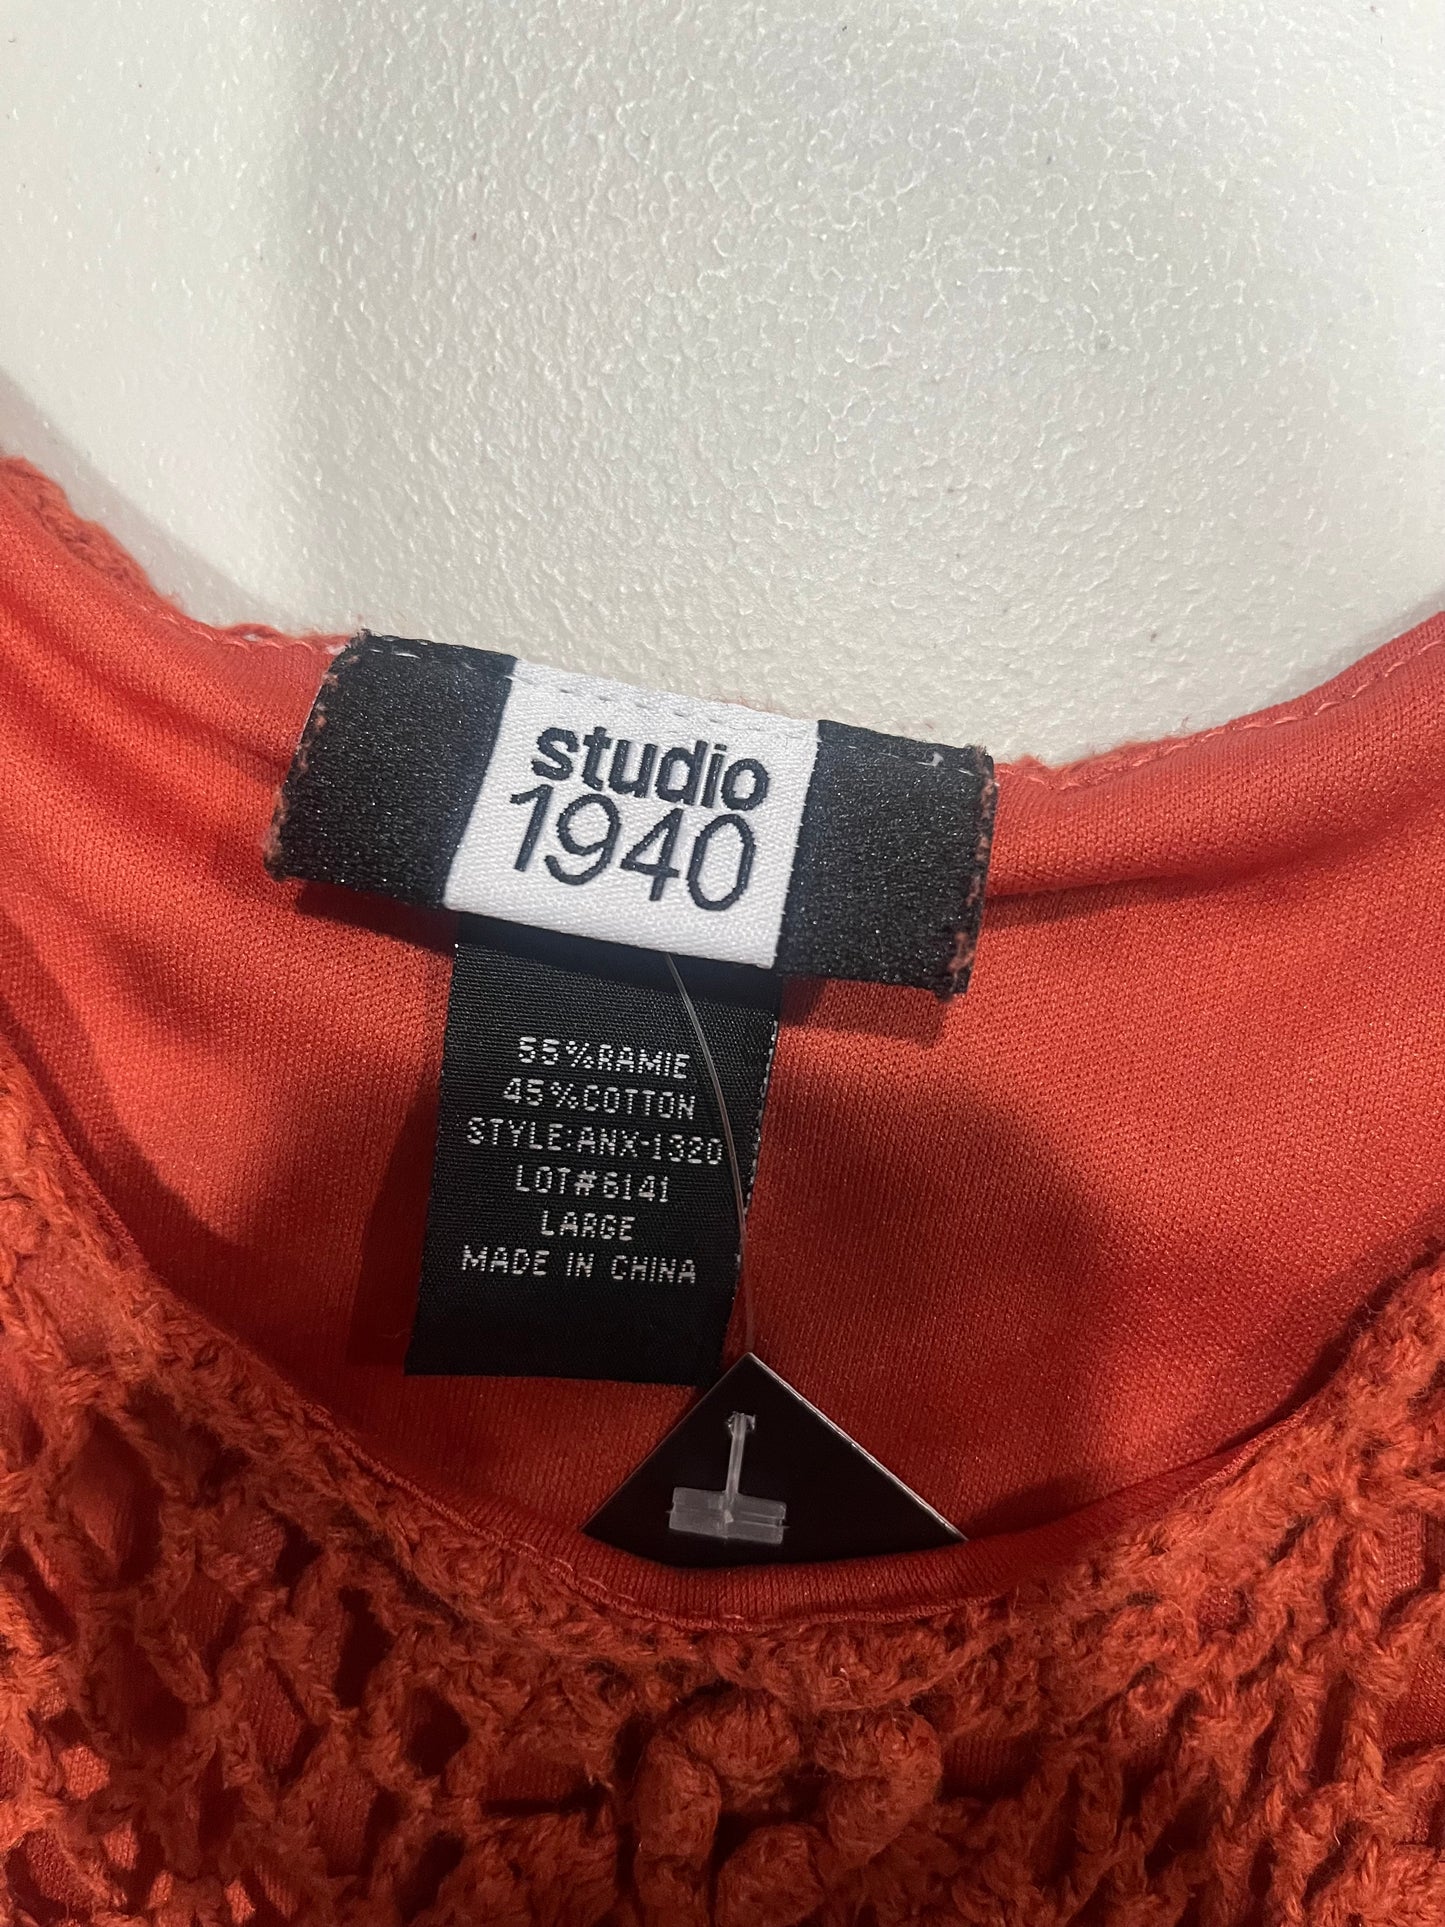 studio
1940
55%RAMIE
45%COTTON
STYLE:ANX-1320
LOT#6141
LARGE
MADE IN CHINA